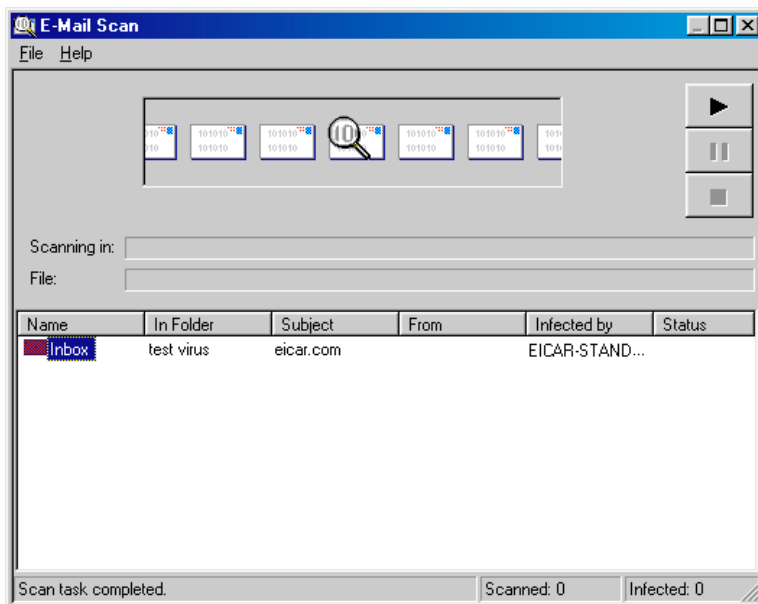 E-Mail Scan
File Help
Scanning in:
File:
Name In Folder Subject From Infected by Status
Inbox test virus eicar.com EICAR-STAND...
Scan task completed. Scanned: 0 Infected: 0